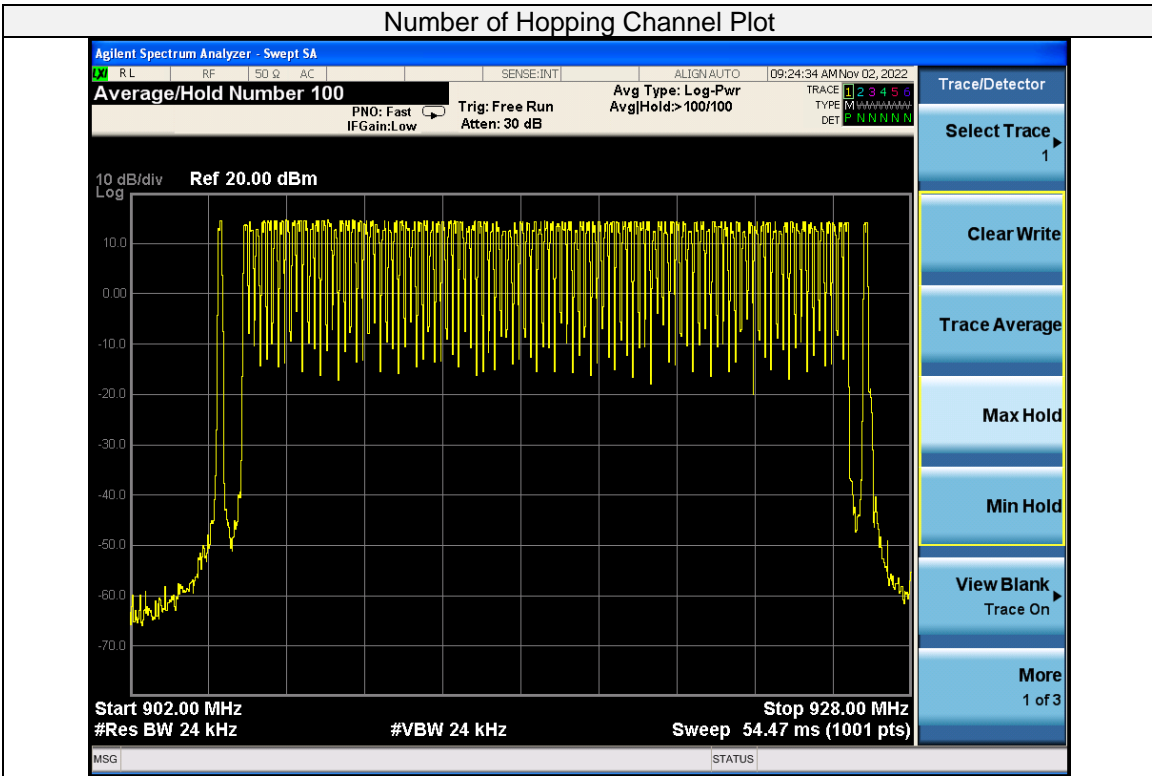 Number of Hopping Channel Plot
Agilent Spectrum Analyzer - Swept SA
LXI RL RF 50 Ω AC SENSE:INT ALIGN AUTO 09:24:34 AM Nov 02, 2022
Average/Hold Number 100
PNO: Fast
IFGain:Low
Trig: Free Run
Atten: 30 dB
Avg Type: Log-Pwr
Avg|Hold:>100/100
TRACE 1 2 3 4 5 6
TYPE M WWWWW
DET P N N N N N
10 dB/div Ref 20.00 dBm
Log
10.0
0.00
-10.0
-20.0
-30.0
-40.0
-50.0
-60.0
-70.0
Start 902.00 MHz Stop 928.00 MHz
#Res BW 24 kHz #VBW 24 kHz Sweep 54.47 ms (1001 pts)
MSG STATUS
Trace/Detector
Select Trace
1
Clear Write
Trace Average
Max Hold
Min Hold
View Blank
Trace On
More
1 of 3